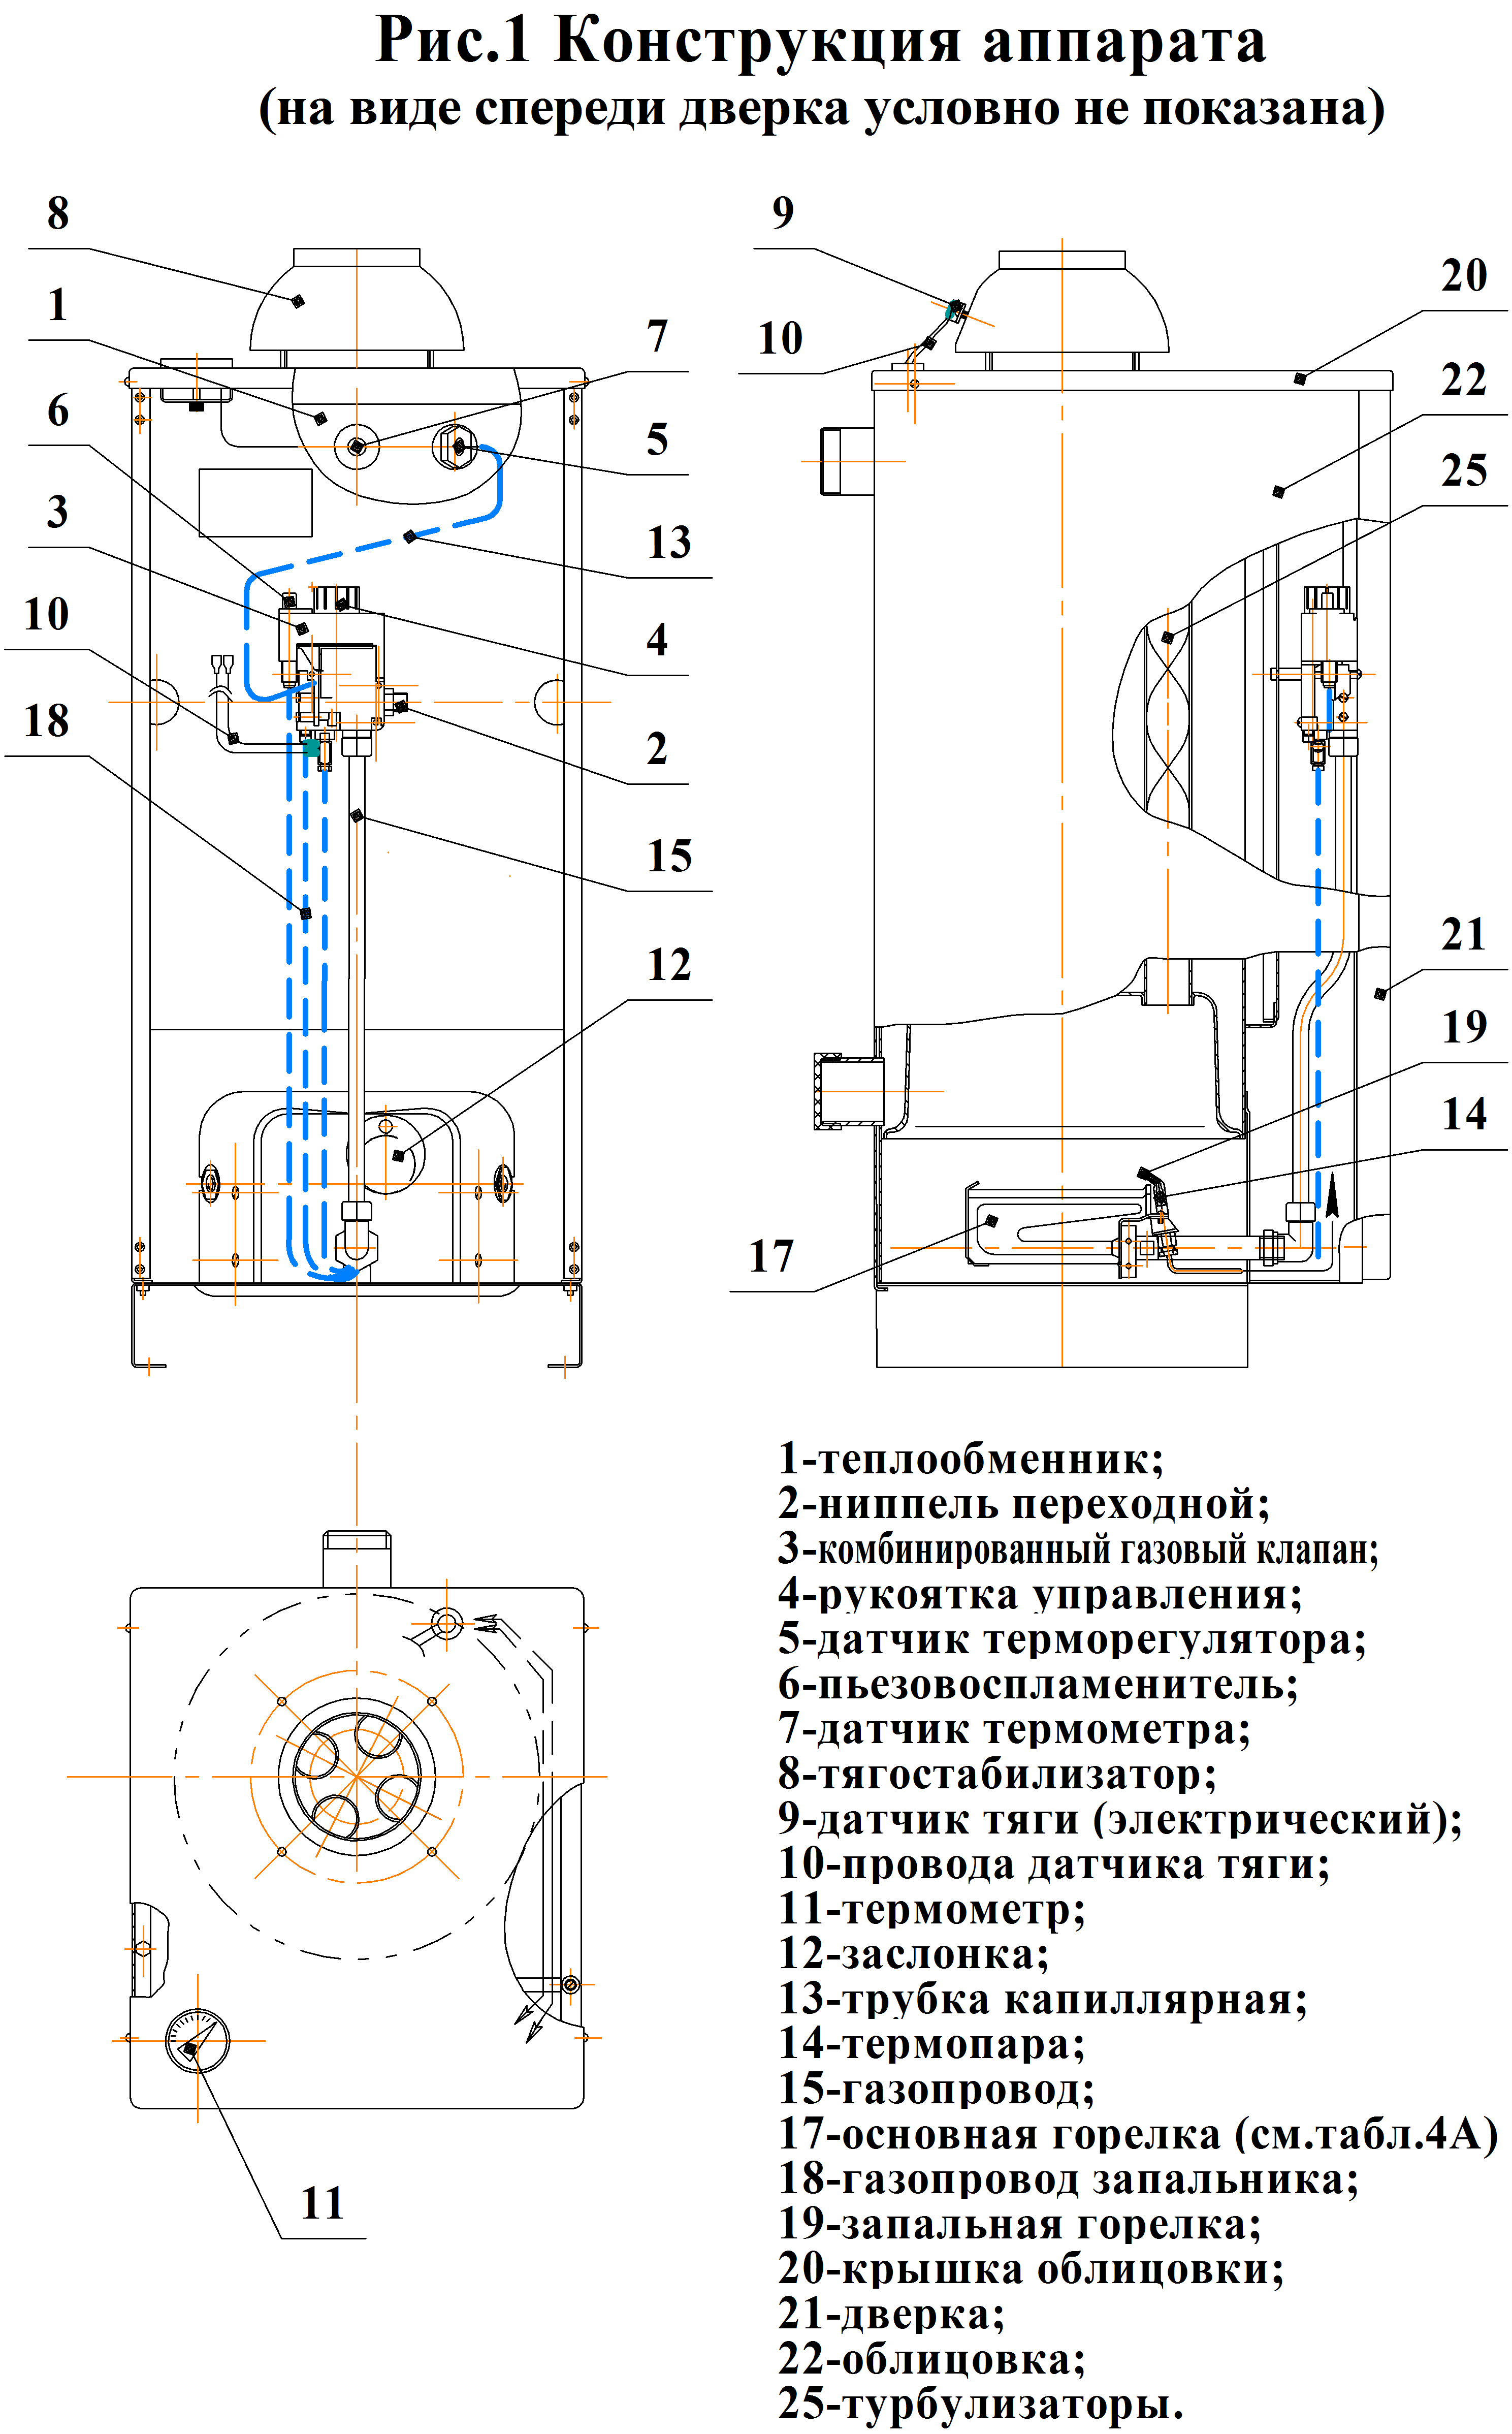 Рис.1 Конструкция аппарата
(на виде спереди дверка условно не показана)
8
9
1
20
7
10
6
22
5
25
3
13
10
4
18
2
15
12
21
19
14
17
11
1-теплообменник;
2-ниппель переходной;
3-комбинированный газовый клапан;
4-рукоятка управления;
5-датчик терморегулятора;
6-пьезовоспламенитель;
7-датчик термометра;
8-тягостабилизатор;
9-датчик тяги (электрический);
10-провода датчика тяги;
11-термометр;
12-заслонка;
13-трубка капиллярная;
14-термопара;
15-газопровод;
17-основная горелка (см.табл.4А)
18-газопровод запальника;
19-запальная горелка;
20-крышка облицовки;
21-дверка;
22-облицовка;
25-турбулизаторы.